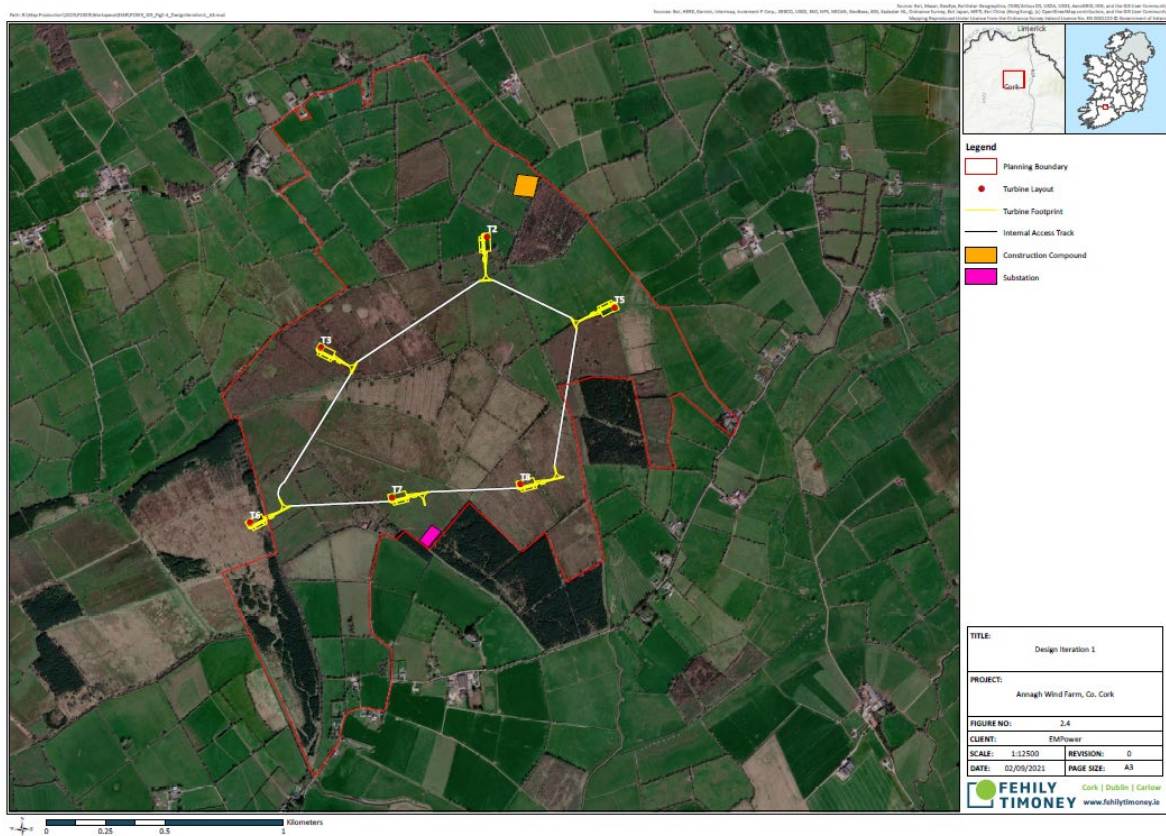 Limerick
Cork
Legend
Planning Boundary
Turbine Layout
Turbine Footprint
Internal Access Track
Construction Compound
Substation
T2
T5
T3
T8
T7
T6
TITLE:
Design Iteration 1
PROJECT:
Annagh Wind Farm, Co. Cork
FIGURE NO: 2.4
CLIENT: EMPower
SCALE: 1:12500 REVISION: 0
DATE: 02/09/2021 PAGE SIZE: A3
FEHILY TIMONEY
Cork | Dublin | Carlow
www.fehilytimoney.ie
Kilometers
0 0.25 0.5 1